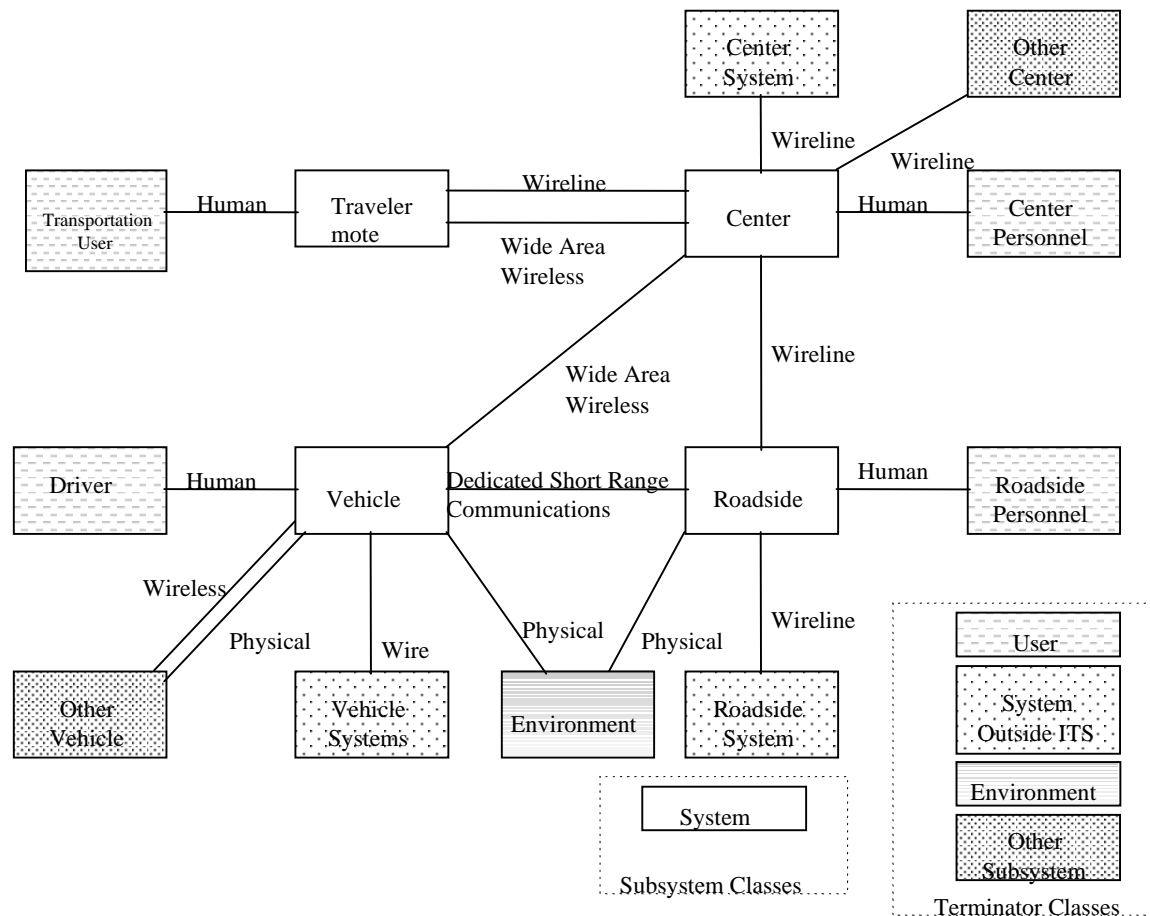 Center
System
Other
Center
Wireline
Wireline
Transportation
User
Human
Traveler
mote
Wireline
Wide Area
Wireless
Center
Human
Center
Personnel
Wide Area
Wireless
Wireline
Driver
Human
Vehicle
Dedicated Short Range
Communications
Roadside
Human
Roadside
Personnel
Wireless
Physical
Wire
Physical
Physical
Wireline
Other
Vehicle
Vehicle
Systems
Environment
Roadside
System
System
Subsystem Classes
User
System
Outside ITS
Environment
Other
Subsystem
Terminator Classes